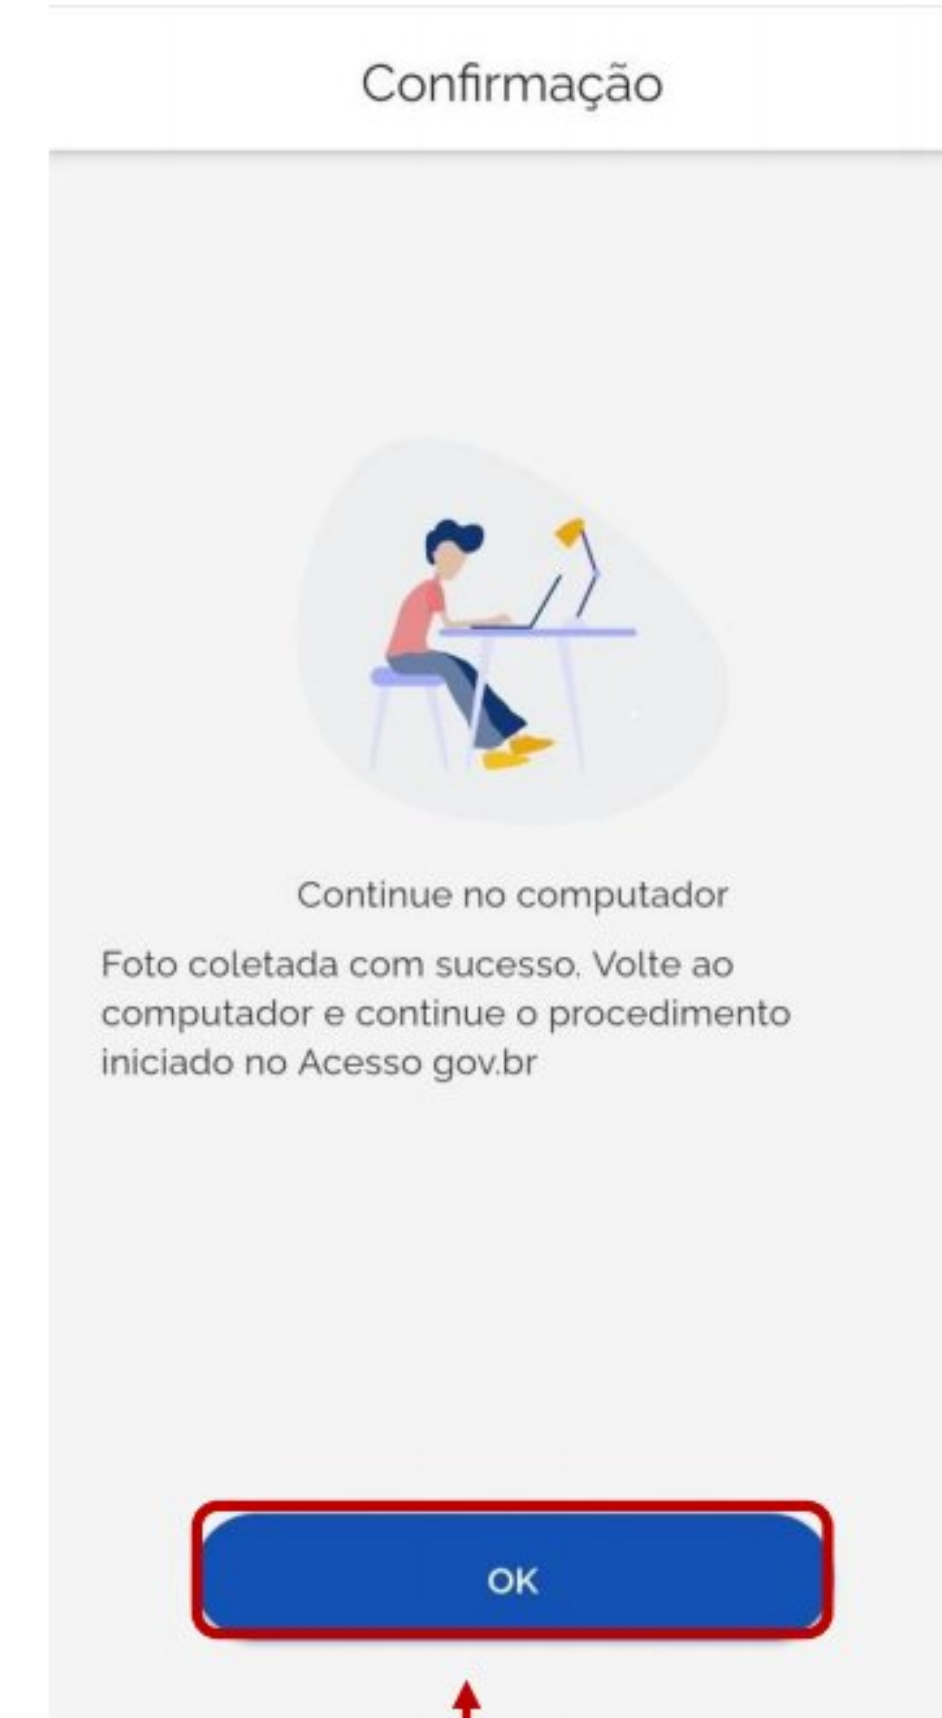 Confirmação
Continue no computador
Foto coletada com sucesso. Volte ao
computador e continue o procedimento
iniciado no Acesso gov.br
OK